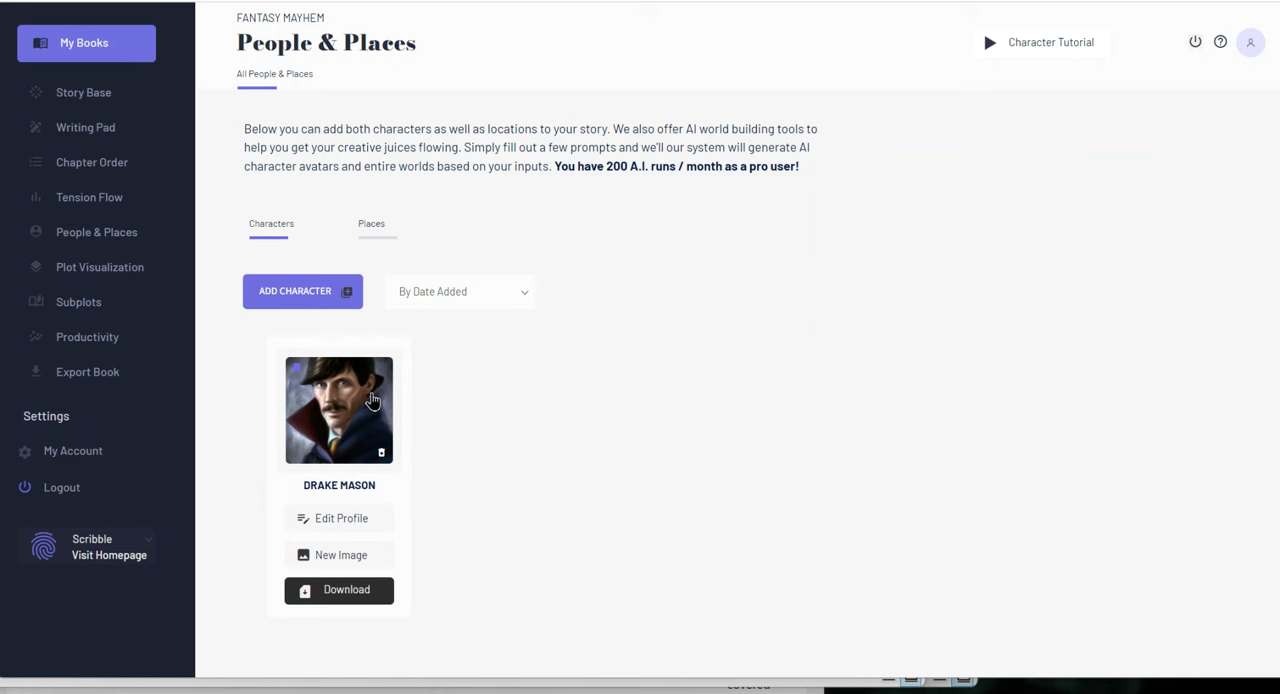 My Books
Story Base
Writing Pad
Chapter Order
Tension Flow
People & Places
Plot Visualization
Subplots
Productivity
Export Book
Settings
My Account
Logout
Scribble
Visit Homepage
FANTASY MAYHEM
People & Places
All People & Places
Character Tutorial
Below you can add both characters as well as locations to your story. We also offer AI world building tools to
help you get your creative juices flowing. Simply fill out a few prompts and we'll our system will generate AI
character avatars and entire worlds based on your inputs. You have 200 A.I. runs / month as a pro user!
Characters
Places
ADD CHARACTER
By Date Added
DRAKE MASON
Edit Profile
New Image
Download
covered